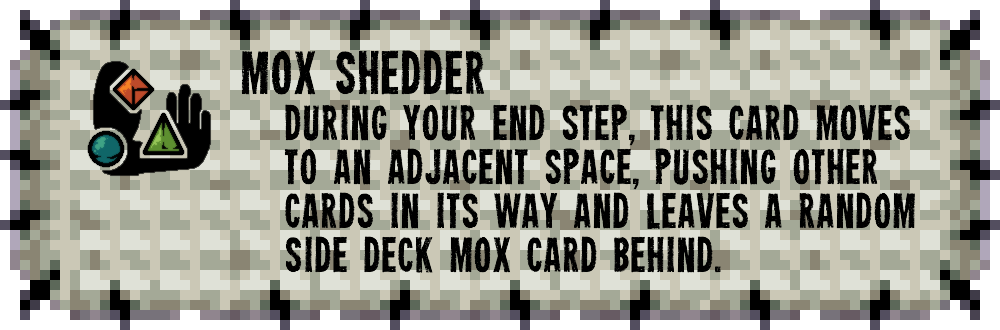 MOX SHEDDER
DURING YOUR END STEP, THIS CARD MOVES
TO AN ADJACENT SPACE, PUSHING OTHER
CARDS IN ITS WAY AND LEAVES A RANDOM
SIDE DECK MOX CARD BEHIND.